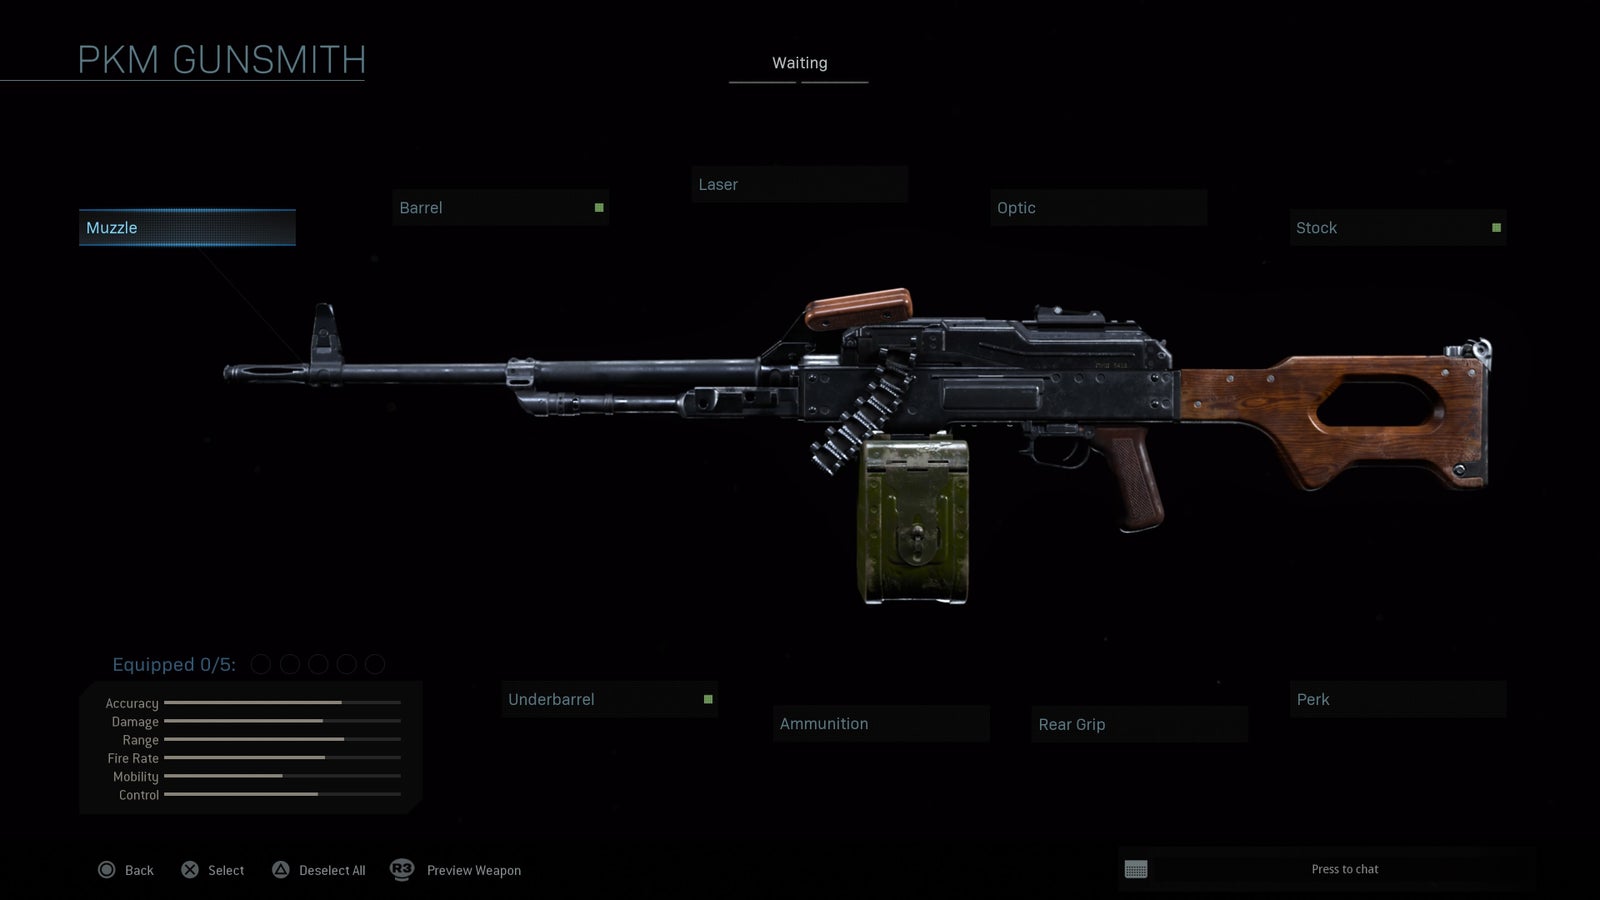 PKM GUNSMITH
Waiting
Laser
Barrel
Optic
Muzzle
Stock
Equipped 0/5:
Accuracy
Damage
Range
Fire Rate
Mobility
Control
Underbarrel
Ammunition
Rear Grip
Perk
Back
Select
Deselect All
R3
Preview Weapon
Press to chat